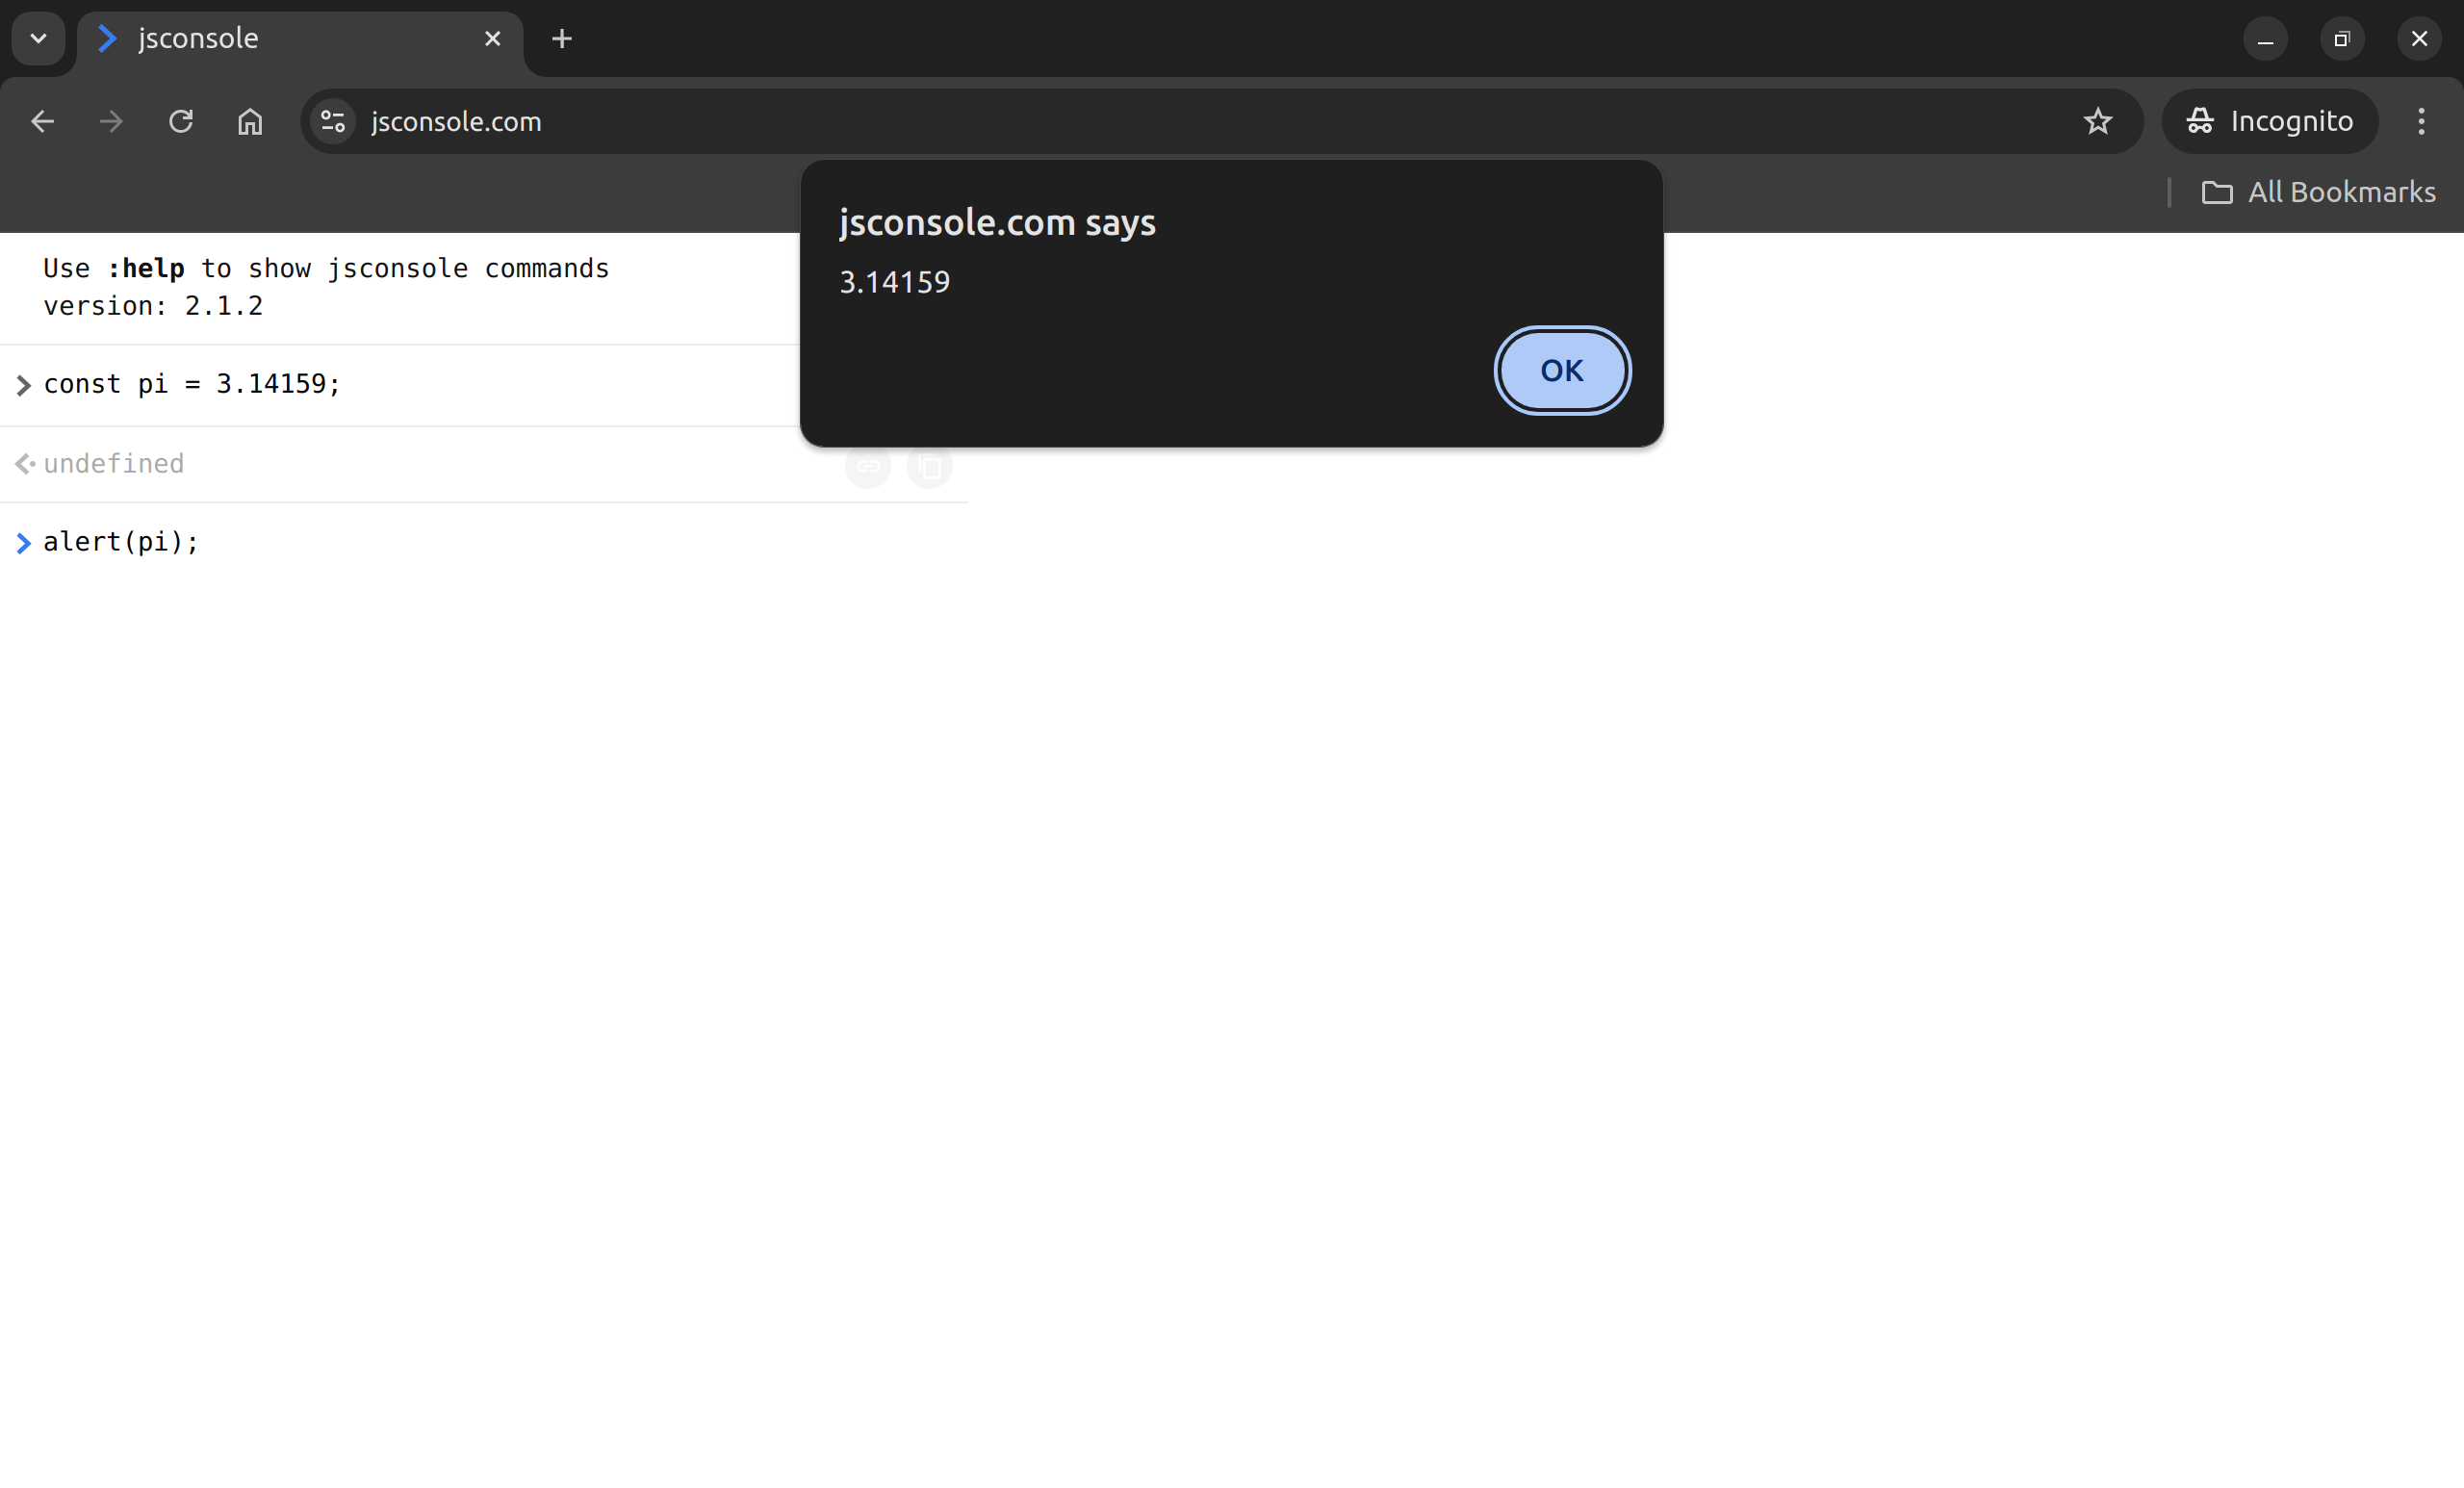 jsconsole
jsconsole.com
Incognito
All Bookmarks
jsconsole.com says
3.14159
OK
Use :help to show jsconsole commands
version: 2.1.2
const pi = 3.14159;
undefined
alert(pi);